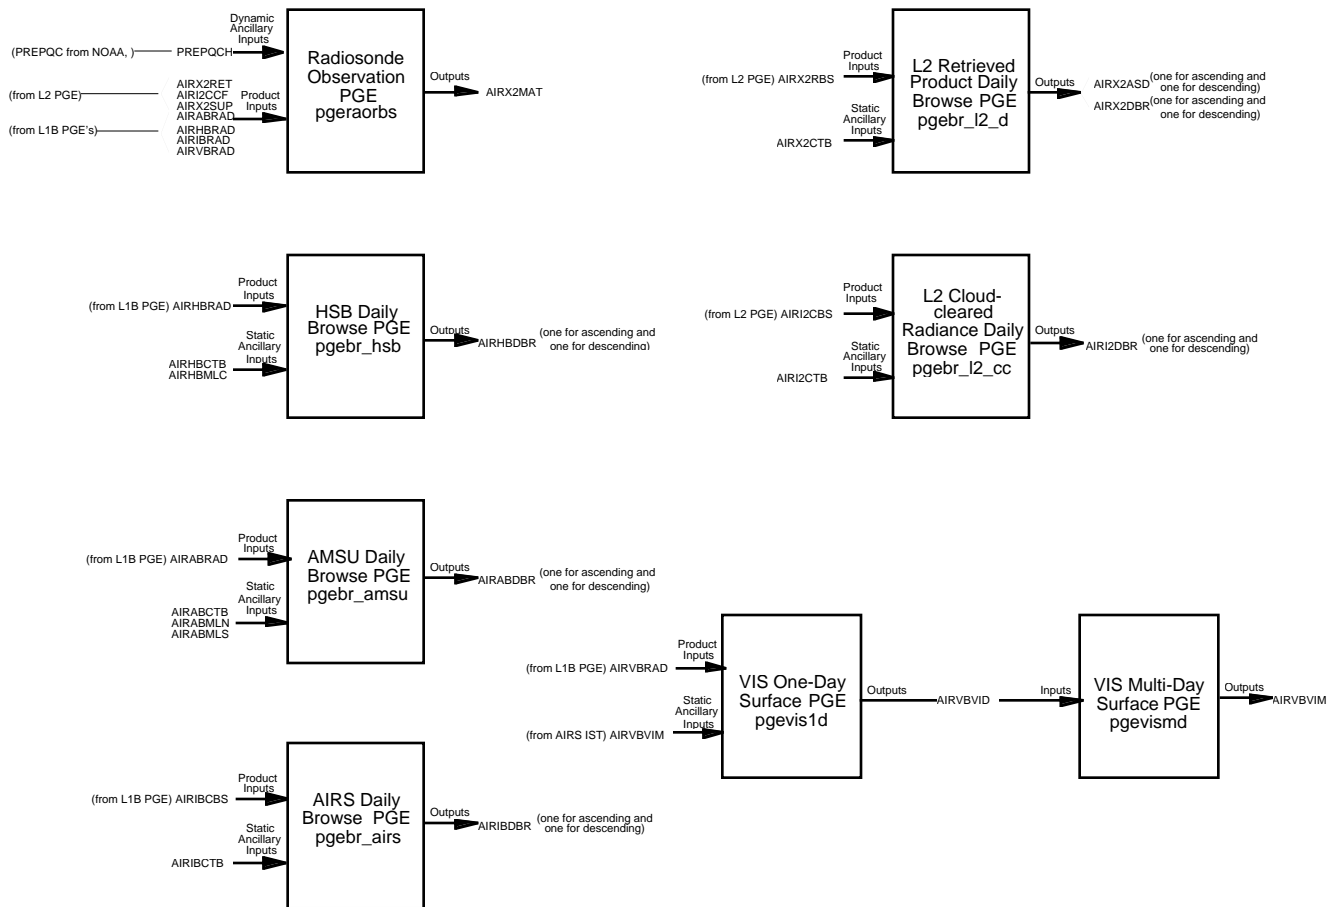 Dynamic
Ancillary
Inputs
(PREPQC from NOAA, )
PREPQCH
AIRX2RET
AIRI2CCF
AIRX2SUP
AIRABRAD
AIRHBRAD
AIRIBRAD
AIRVBRAD
(from L2 PGE)
(from L1B PGE's)
Product
Inputs
Radiosonde
Observation
PGE
pgeraorbs
Outputs
AIRX2MAT
Product
Inputs
(from L2 PGE) AIRX2RBS
Static
Ancillary
Inputs
AIRX2CTB
L2 Retrieved
Product Daily
Browse PGE
pgebr_l2_d
Outputs
AIRX2ASD (one for ascending and
one for descending)
AIRX2DBR (one for ascending and
one for descending)
Product
Inputs
(from L1B PGE) AIRHBRAD
Static
Ancillary
Inputs
AIRHBCTB
AIRHBMLC
HSB Daily
Browse PGE
pgebr_hsb
Outputs
AIRHBDBR (one for ascending and
one for descending)
Product
Inputs
(from L2 PGE) AIRI2CBS
Static
Ancillary
Inputs
AIRI2CTB
L2 Cloud-
cleared
Radiance Daily
Browse PGE
pgebr_l2_cc
Outputs
AIRI2DBR (one for ascending and
one for descending)
Product
Inputs
(from L1B PGE) AIRABRAD
Static
Ancillary
Inputs
AIRABCTB
AIRABMLN
AIRABMLS
AMSU Daily
Browse PGE
pgebr_amsu
Outputs
AIRABDBR (one for ascending and
one for descending)
Product
Inputs
(from L1B PGE) AIRVBRAD
Static
Ancillary
Inputs
(from AIRS IST) AIRVBVIM
VIS One-Day
Surface PGE
pgevis1d
Outputs
AIRVBVID
Inputs
VIS Multi-Day
Surface PGE
pgevismd
Outputs
AIRVBVIM
Product
Inputs
(from L1B PGE) AIRIBCBS
Static
Ancillary
Inputs
AIRIBCTB
AIRS Daily
Browse PGE
pgebr_airs
Outputs
AIRIBDBR (one for ascending and
one for descending)